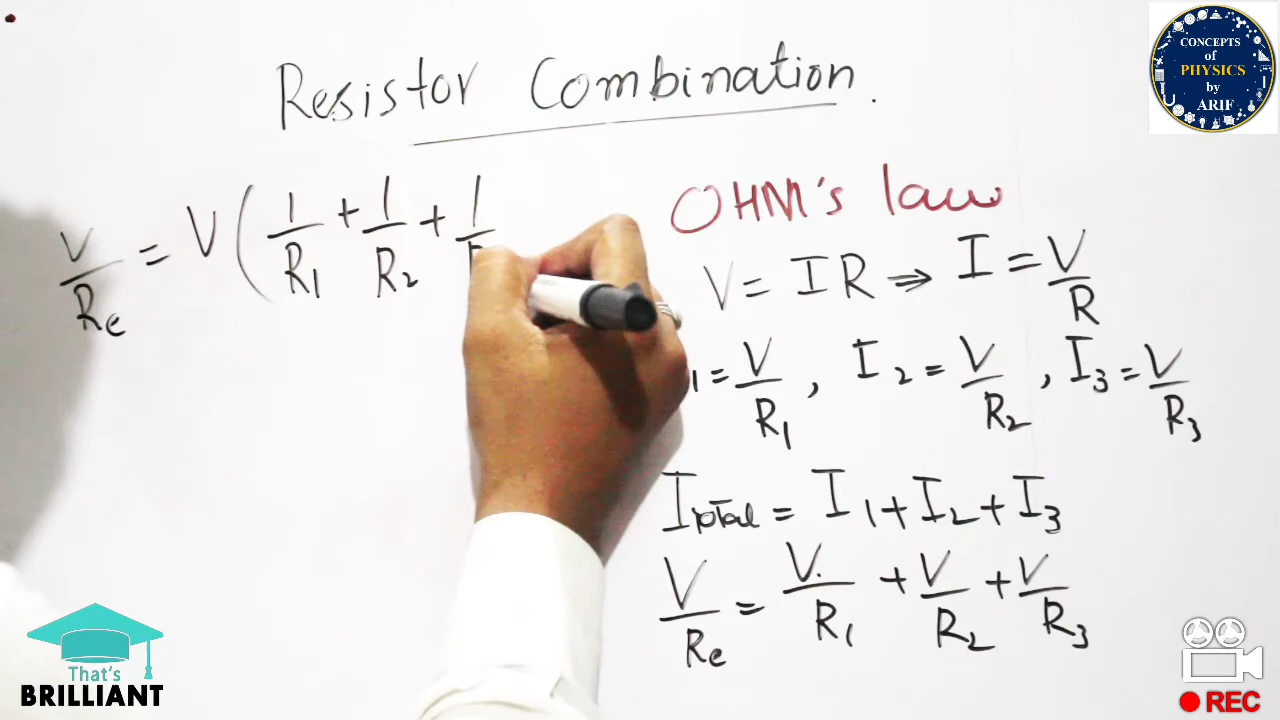 Resistor Combination.
CONCEPTS
of
PHYSICS
by
ARIF
V/Re = V ( 1/R1 + 1/R2 + 1/
OHM's law
V = IR ⇒ I = V/R
1 = V/R1 , I2 = V/R2 , I3 = V/R3
Itotal = I1 + I2 + I3
V/Re = V./R1 + V/R2 + V/R3
That's
BRILLIANT
REC